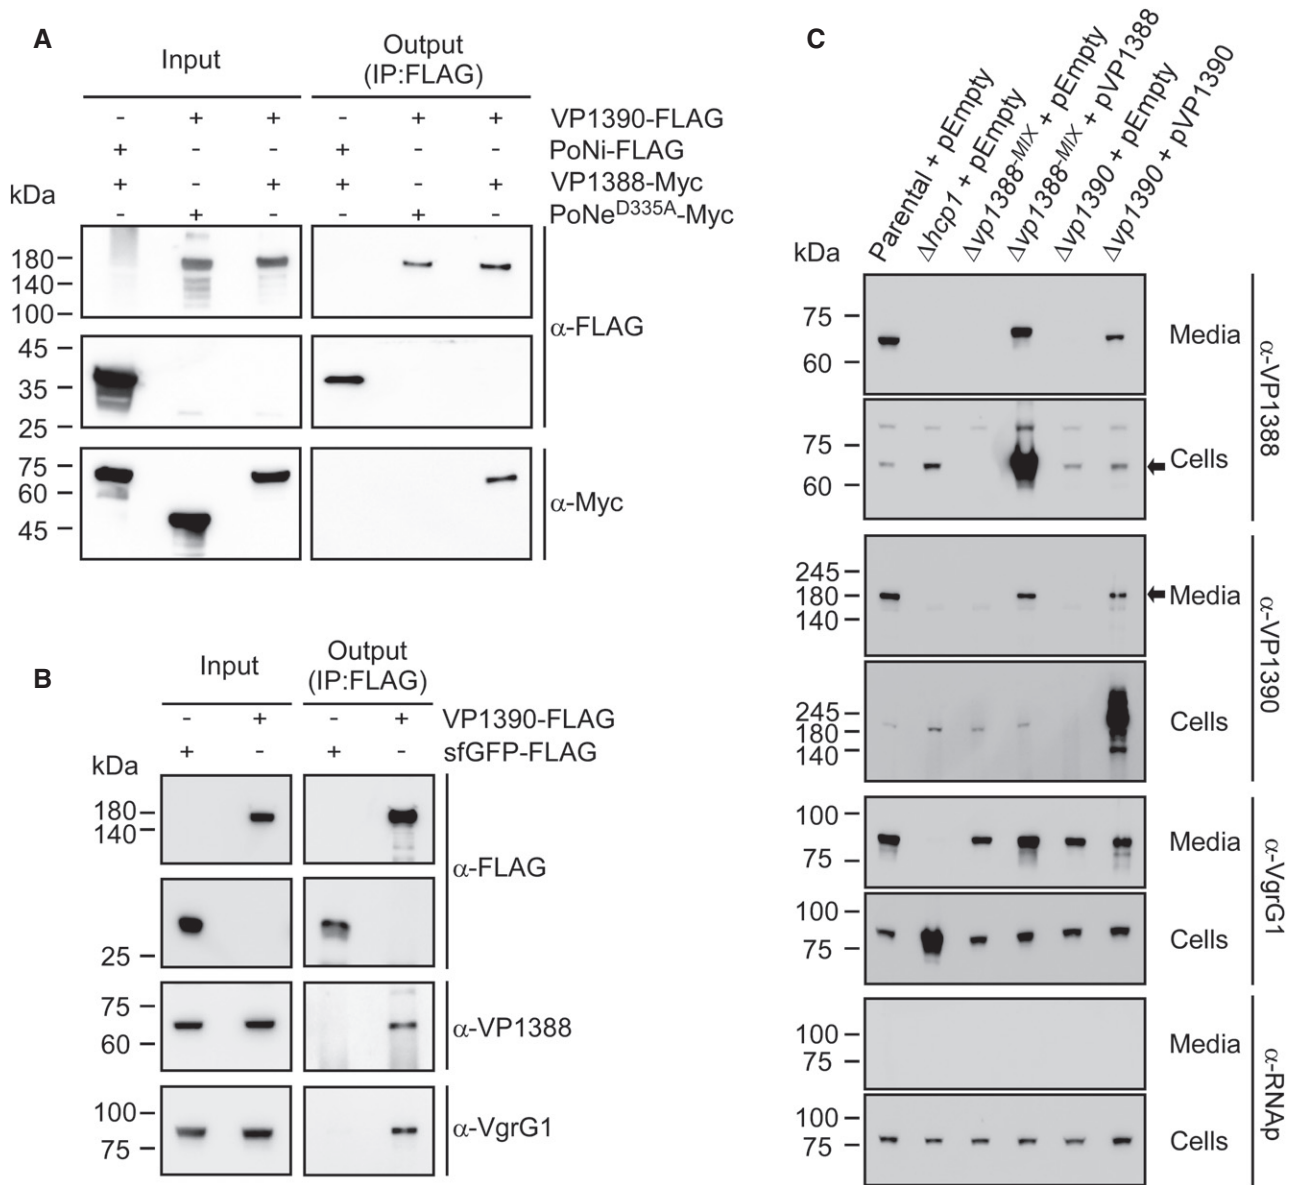 A
Input
Output
(IP:FLAG)
- + + - + + VP1390-FLAG
+ - - + - - PoNi-FLAG
+ - + + - + VP1388-Myc
- + - - + - PoNeD335A-Myc
kDa
180
140
100
45
35
25
α-FLAG
75
60
45
α-Myc
B
Input
Output
(IP:FLAG)
- + - + VP1390-FLAG
+ - + - sfGFP-FLAG
kDa
180
140
25
α-FLAG
75
60
α-VP1388
100
75
α-VgrG1
C
Parental + pEmpty
Δhcp1 + pEmpty
Δvp1388-MIX + pEmpty
Δvp1388-MIX + pVP1388
Δvp1390 + pEmpty
Δvp1390 + pVP1390
kDa
75
60
Media
75
60
Cells
α-VP1388
245
180
140
Media
245
180
140
Cells
α-VP1390
100
75
Media
100
75
Cells
α-VgrG1
100
75
Media
100
75
Cells
α-RNAp